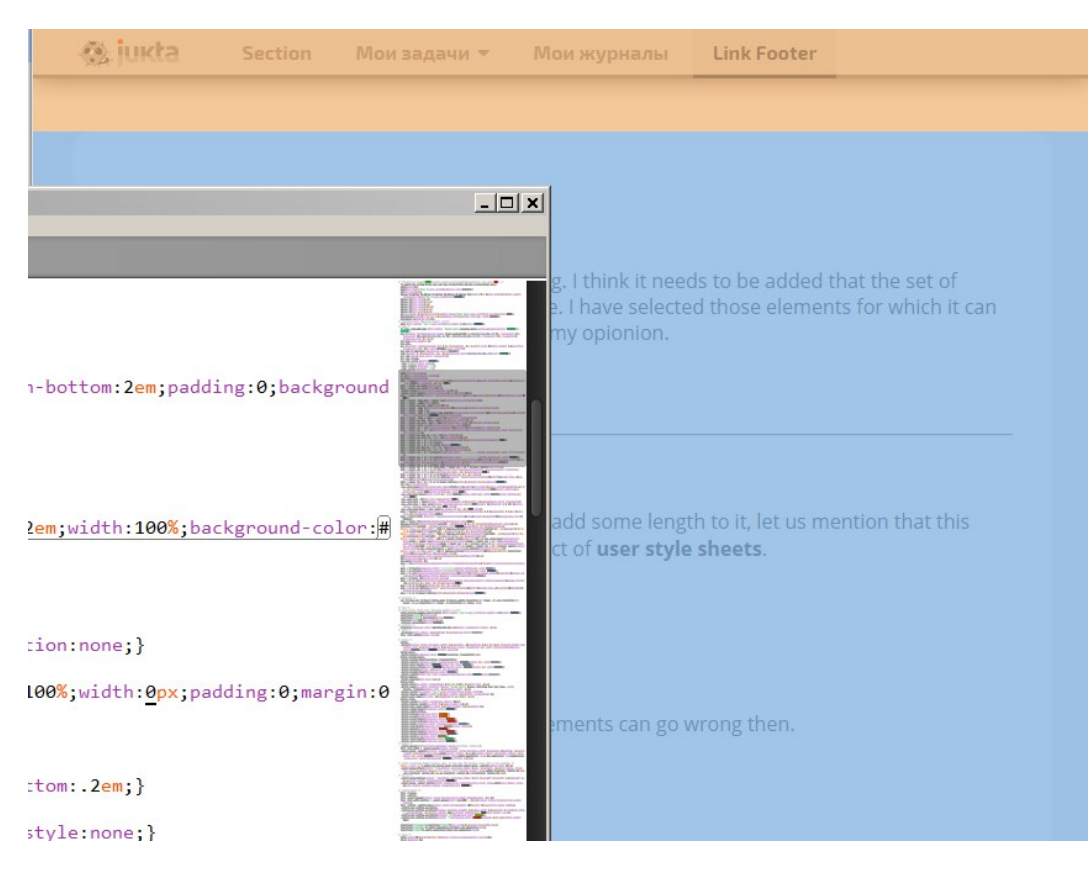 jukta Section Мои задачи Мои журналы Link Footer
g. I think it needs to be added that the set of
e. I have selected those elements for which it can
my opionion.
n-bottom:2em;padding:0;background
add some length to it, let us mention that this
2em;width:100%;background-color:#
ct of user style sheets.
tion:none;}
100%;width:0px;padding:0;margin:0
ements can go wrong then.
ttom:.2em;}
style:none;}